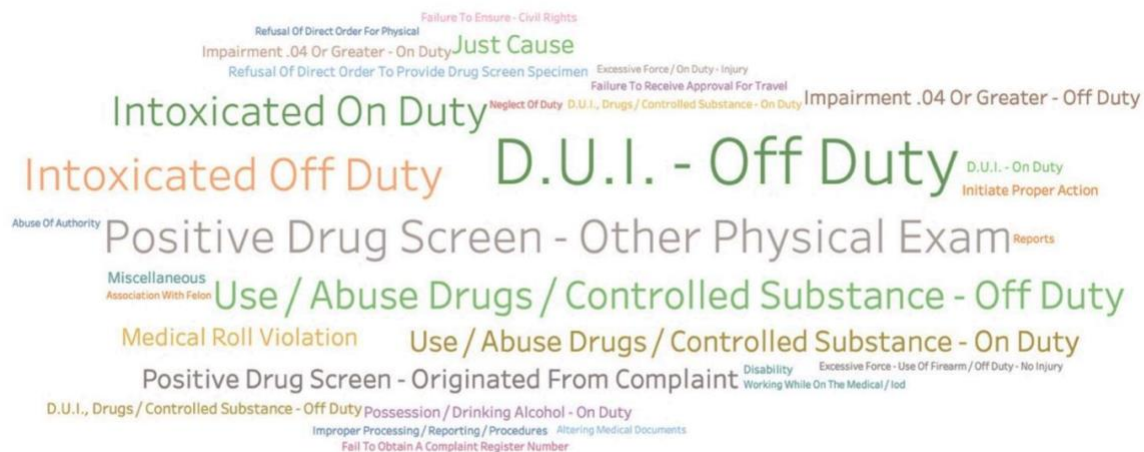 Failure To Ensure - Civil Rights
Refusal Of Direct Order For Physical
Impairment .04 Or Greater - On Duty
Just Cause
Refusal Of Direct Order To Provide Drug Screen Specimen
Excessive Force / On Duty - Injury
Failure To Receive Approval For Travel
Intoxicated On Duty
Neglect Of Duty
D.U.I., Drugs / Controlled Substance - On Duty
Impairment .04 Or Greater - Off Duty
Intoxicated Off Duty
D.U.I. - Off Duty
D.U.I. - On Duty
Initiate Proper Action
Abuse Of Authority
Positive Drug Screen - Other Physical Exam
Reports
Miscellaneous
Association With Felon
Use / Abuse Drugs / Controlled Substance - Off Duty
Medical Roll Violation
Use / Abuse Drugs / Controlled Substance - On Duty
Positive Drug Screen - Originated From Complaint
Disability
Excessive Force - Use Of Firearm / Off Duty - No Injury
Working While On The Medical / Iod
D.U.I., Drugs / Controlled Substance - Off Duty
Possession / Drinking Alcohol - On Duty
Improper Processing / Reporting / Procedures
Altering Medical Documents
Fail To Obtain A Complaint Register Number